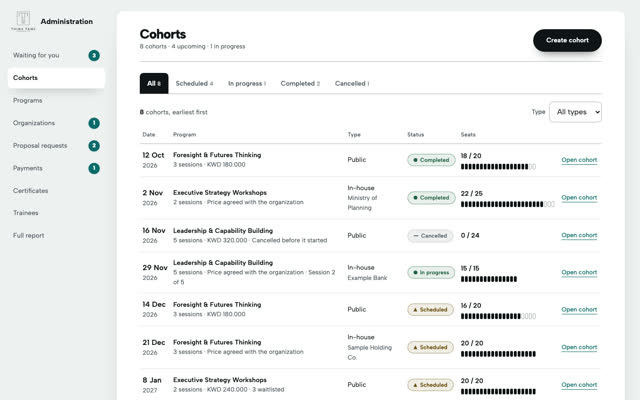 THINK FEMS
Administration
Waiting for you 3
Cohorts
Programs
Organizations 1
Proposal requests 2
Payments 1
Certificates
Trainees
Full report
Cohorts
8 cohorts · 4 upcoming · 1 in progress
Create cohort
All 8
Scheduled 4
In progress 1
Completed 2
Cancelled 1
8 cohorts, earliest first
Type
All types
Date
Program
Type
Status
Seats
12 Oct
2026
Foresight & Futures Thinking
3 sessions · KWD 180.000
Public
Completed
18 / 20
Open cohort
2 Nov
2026
Executive Strategy Workshops
2 sessions · Price agreed with the organization
In-house
Ministry of
Planning
Completed
22 / 25
Open cohort
16 Nov
2026
Leadership & Capability Building
5 sessions · KWD 320.000 · Cancelled before it started
Public
Cancelled
0 / 24
Open cohort
29 Nov
2026
Leadership & Capability Building
5 sessions · Price agreed with the organization · Session 2
of 5
In-house
Example Bank
In progress
15 / 15
Open cohort
14 Dec
2026
Foresight & Futures Thinking
3 sessions · KWD 180.000
Public
Scheduled
16 / 20
Open cohort
21 Dec
2026
Foresight & Futures Thinking
3 sessions · Price agreed with the organization
In-house
Sample Holding
Co.
Scheduled
20 / 20
Open cohort
8 Jan
2027
Executive Strategy Workshops
2 sessions · KWD 240.000 · 3 waitlisted
Public
Scheduled
20 / 20
Open cohort